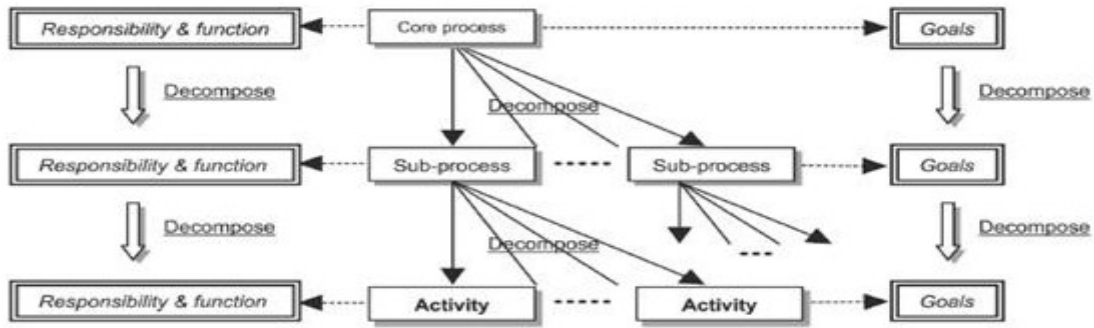 Responsibility & function Core process Goals
Decompose Decompose Decompose
Responsibility & function Sub-process Sub-process Goals
Decompose Decompose Decompose
Responsibility & function Activity Activity Goals